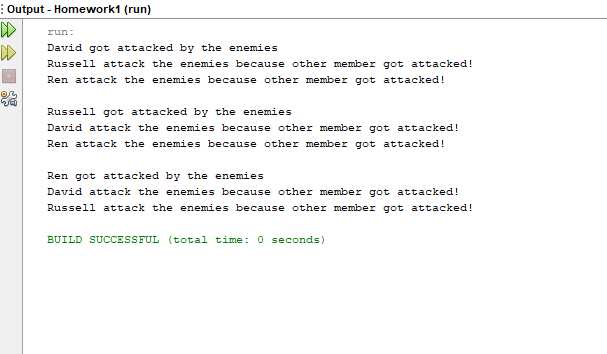 Output - Homework1 (run)
run:
David got attacked by the enemies
Russell attack the enemies because other member got attacked!
Ren attack the enemies because other member got attacked!
Russell got attacked by the enemies
David attack the enemies because other member got attacked!
Ren attack the enemies because other member got attacked!
Ren got attacked by the enemies
David attack the enemies because other member got attacked!
Russell attack the enemies because other member got attacked!
BUILD SUCCESSFUL (total time: 0 seconds)